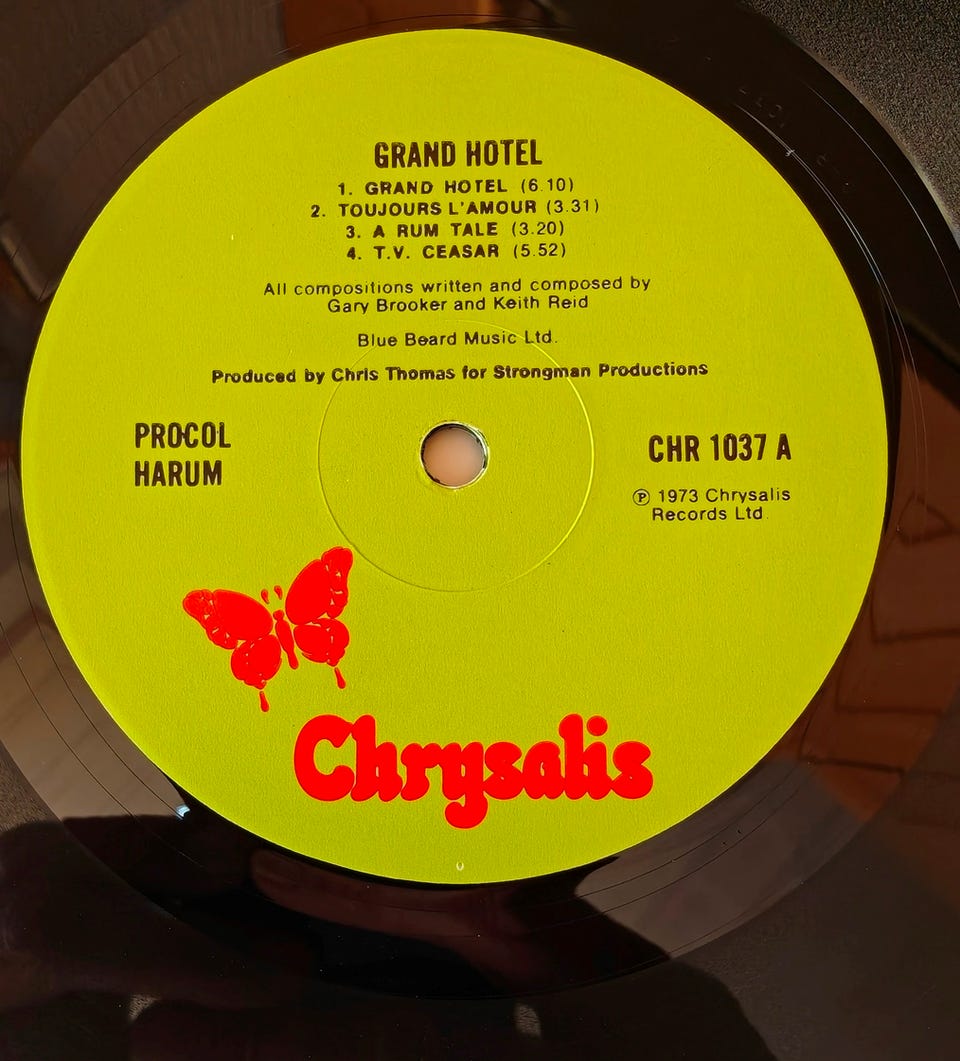 GRAND HOTEL
1. GRAND HOTEL (6.10)
2. TOUJOURS L'AMOUR (3.31)
3. A RUM TALE (3.20)
4. T.V. CEASAR (5.52)
All compositions written and composed by
Gary Brooker and Keith Reid
Blue Beard Music Ltd.
Produced by Chris Thomas for Strongman Productions
PROCOL
HARUM
CHR 1037 A
℗ 1973 Chrysalis
Records Ltd.
Chrysalis